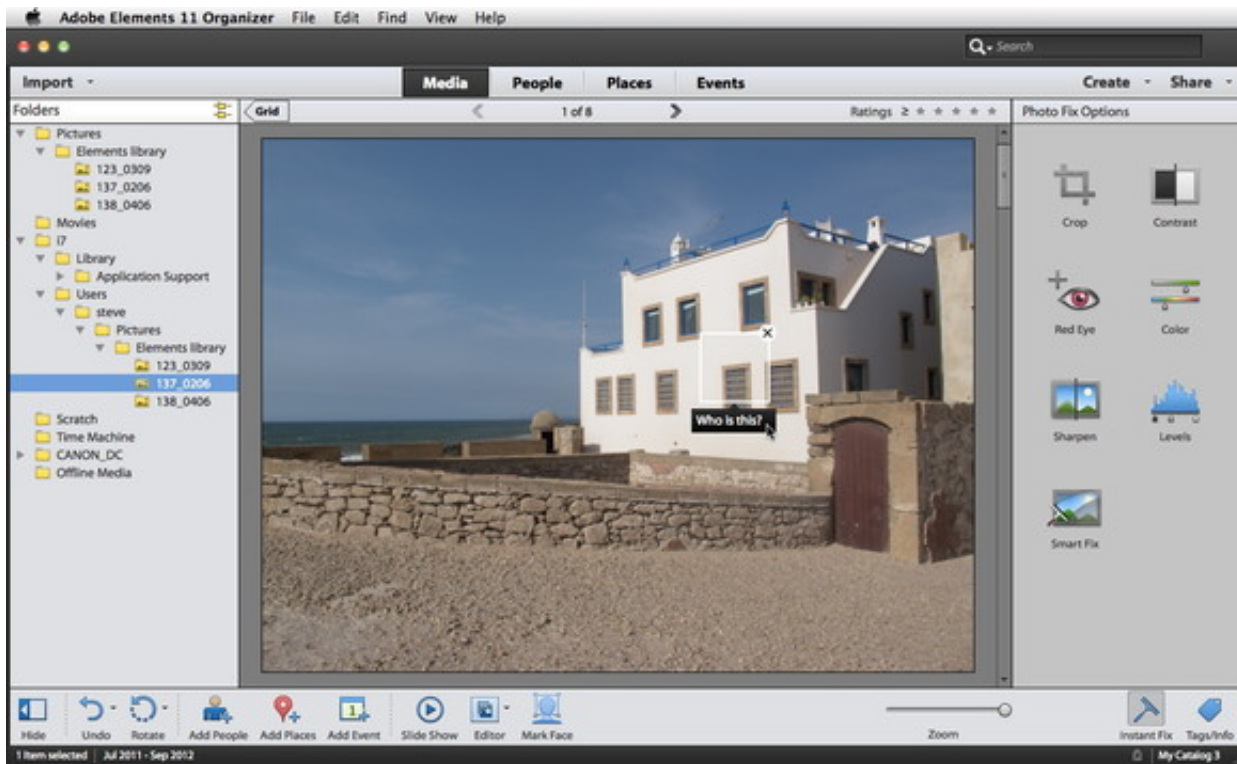 Adobe Elements 11 Organizer File Edit Find View Help
Search
Import Media People Places Events Create Share
Folders Grid 1 of 8 Ratings ≥ Photo Fix Options
Pictures
Elements library
123_0309
137_0206
138_0406
Movies
i7
Library
Application Support
Users
steve
Pictures
Elements library
123_0309
137_0206
138_0406
Scratch
Time Machine
CANON_DC
Offline Media
Who is this?
Crop Contrast
Red Eye Color
Sharpen Levels
Smart Fix
Hide Undo Rotate Add People Add Places 1 Add Event Slide Show Editor Mark Face Zoom Instant Fix Tags/Info
1 Item selected Jul 2011 - Sep 2012 My Catalog 3